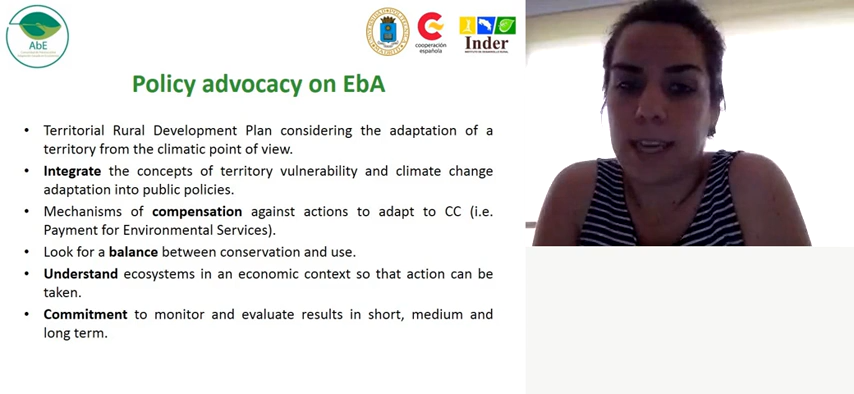 AbE
cooperación
española
Inder
INSTITUTO DE DESARROLLO RURAL
Policy advocacy on EbA
• Territorial Rural Development Plan considering the adaptation of a
territory from the climatic point of view.
• Integrate the concepts of territory vulnerability and climate change
adaptation into public policies.
• Mechanisms of compensation against actions to adapt to CC (i.e.
Payment for Environmental Services).
• Look for a balance between conservation and use.
• Understand ecosystems in an economic context so that action can be
taken.
• Commitment to monitor and evaluate results in short, medium and
long term.